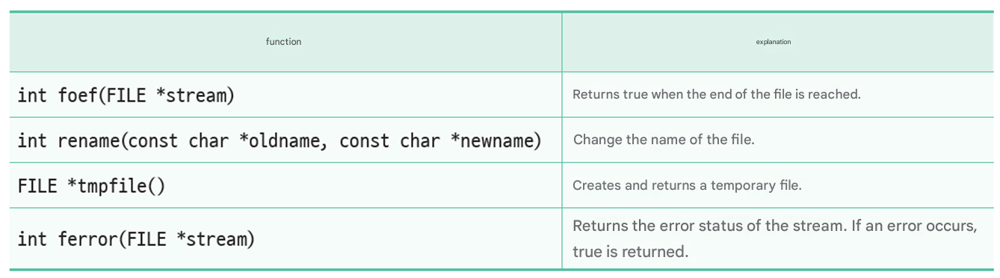 function
explanation
int foef(FILE *stream)
Returns true when the end of the file is reached.
int rename(const char *oldname, const char *newname)
Change the name of the file.
FILE *tmpfile()
Creates and returns a temporary file.
int ferror(FILE *stream)
Returns the error status of the stream. If an error occurs,
true is returned.